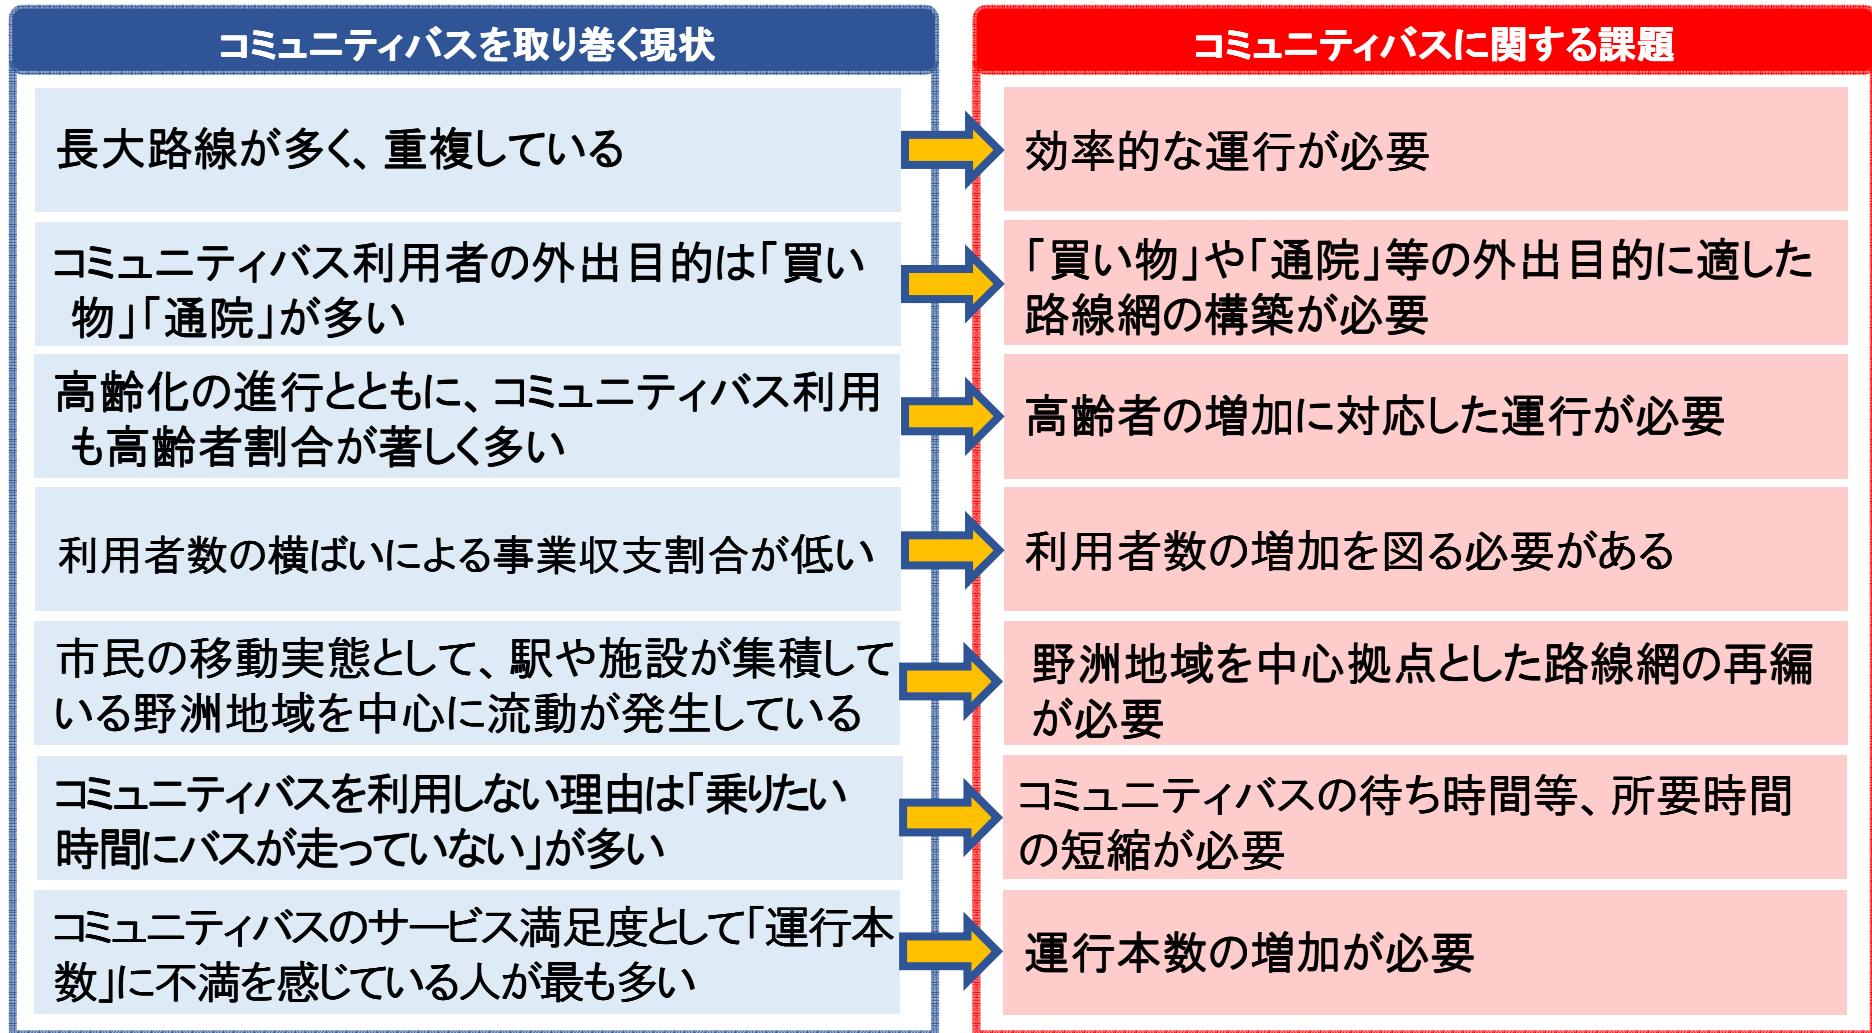 コミュニティバスを取り巻く現状
コミュニティバスに関する課題
長大路線が多く、重複している
効率的な運行が必要
コミュニティバス利用者の外出目的は「買い
物」「通院」が多い
「買い物」や「通院」等の外出目的に適した
路線網の構築が必要
高齢化の進行とともに、コミュニティバス利用
も高齢者割合が著しく多い
高齢者の増加に対応した運行が必要
利用者数の横ばいによる事業収支割合が低い
利用者数の増加を図る必要がある
市民の移動実態として、駅や施設が集積して
いる野洲地域を中心に流動が発生している
野洲地域を中心拠点とした路線網の再編
が必要
コミュニティバスを利用しない理由は「乗りたい
時間にバスが走っていない」が多い
コミュニティバスの待ち時間等、所要時間
の短縮が必要
コミュニティバスのサービス満足度として「運行本
数」に不満を感じている人が最も多い
運行本数の増加が必要